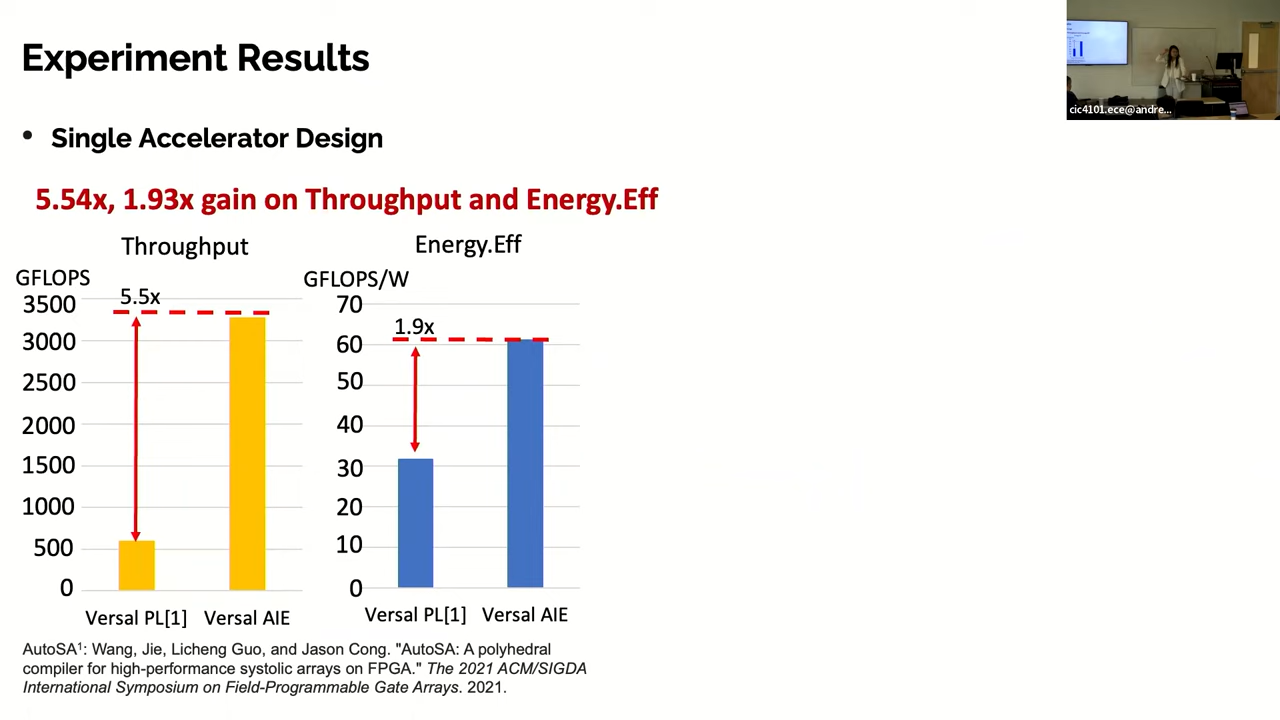 Experiment Results
• Single Accelerator Design
5.54x, 1.93x gain on Throughput and Energy.Eff
Throughput
GFLOPS
5.5x
3500
3000
2500
2000
1500
1000
500
0
Versal PL[1] Versal AIE
Energy.Eff
GFLOPS/W
1.9x
70
60
50
40
30
20
10
0
Versal PL[1] Versal AIE
AutoSA¹: Wang, Jie, Licheng Guo, and Jason Cong. "AutoSA: A polyhedral
compiler for high-performance systolic arrays on FPGA." The 2021 ACM/SIGDA
International Symposium on Field-Programmable Gate Arrays. 2021.
cic4101.ece@andre...